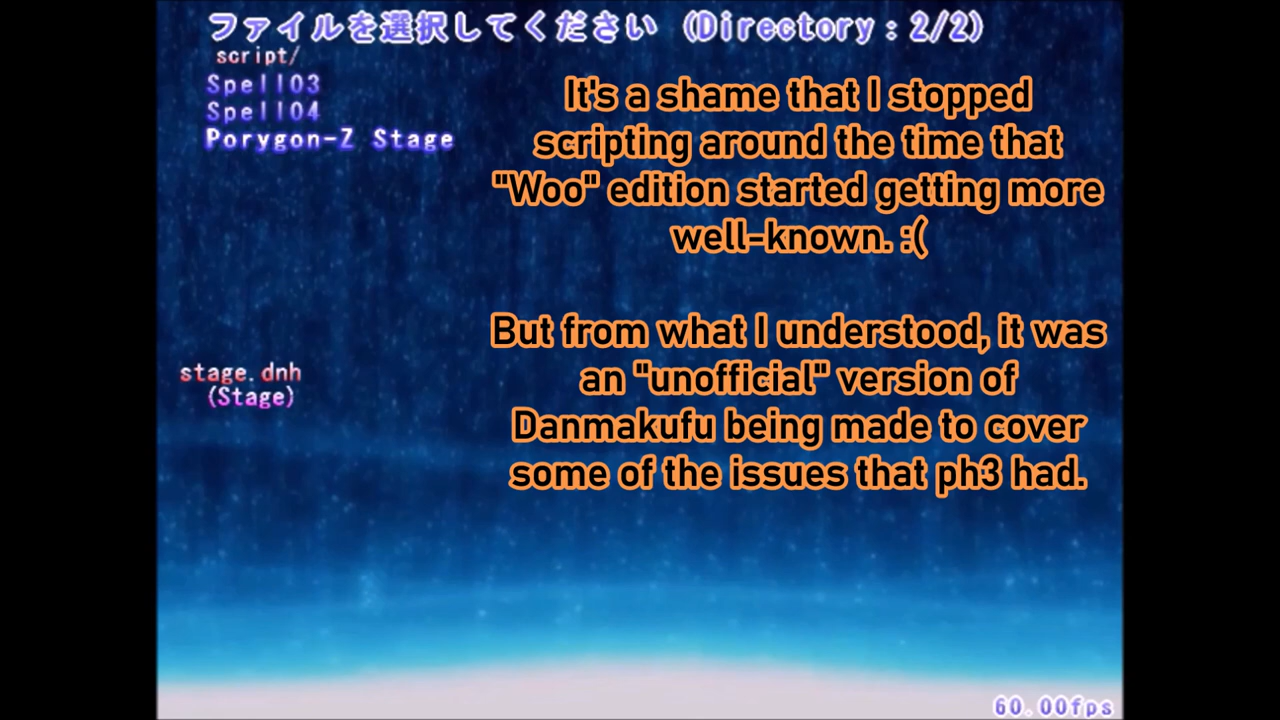 ファイルを選択してください (Directory : 2/2)
script/
Spell03
Spell04
Porygon-Z Stage
It's a shame that I stopped
scripting around the time that
"Woo" edition started getting more
well-known. :(
But from what I understood, it was
an "unofficial" version of
Danmakufu being made to cover
some of the issues that ph3 had.
stage.dnh
(Stage)
60.00fps